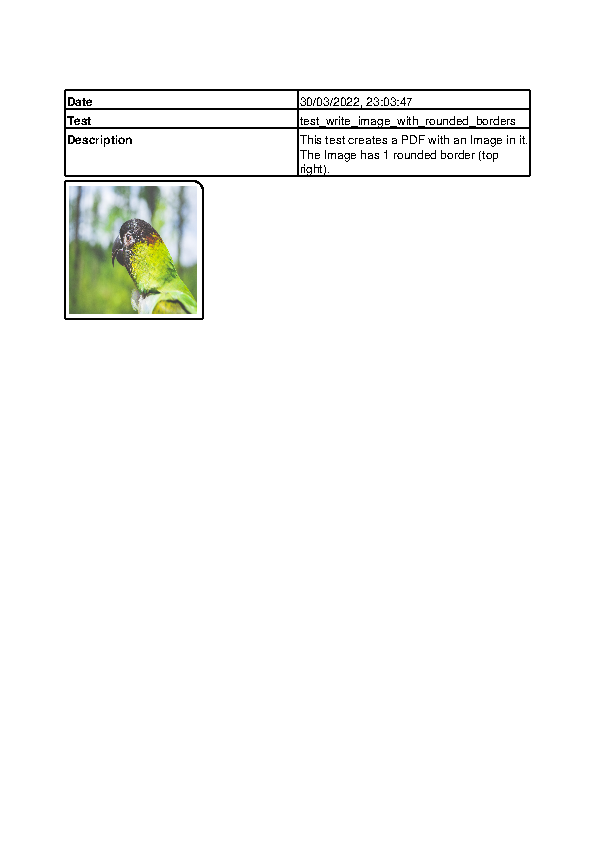 Date 30/03/2022, 23:03:47
Test test_write_image_with_rounded_borders
Description This test creates a PDF with an Image in it.
The Image has 1 rounded border (top
right).